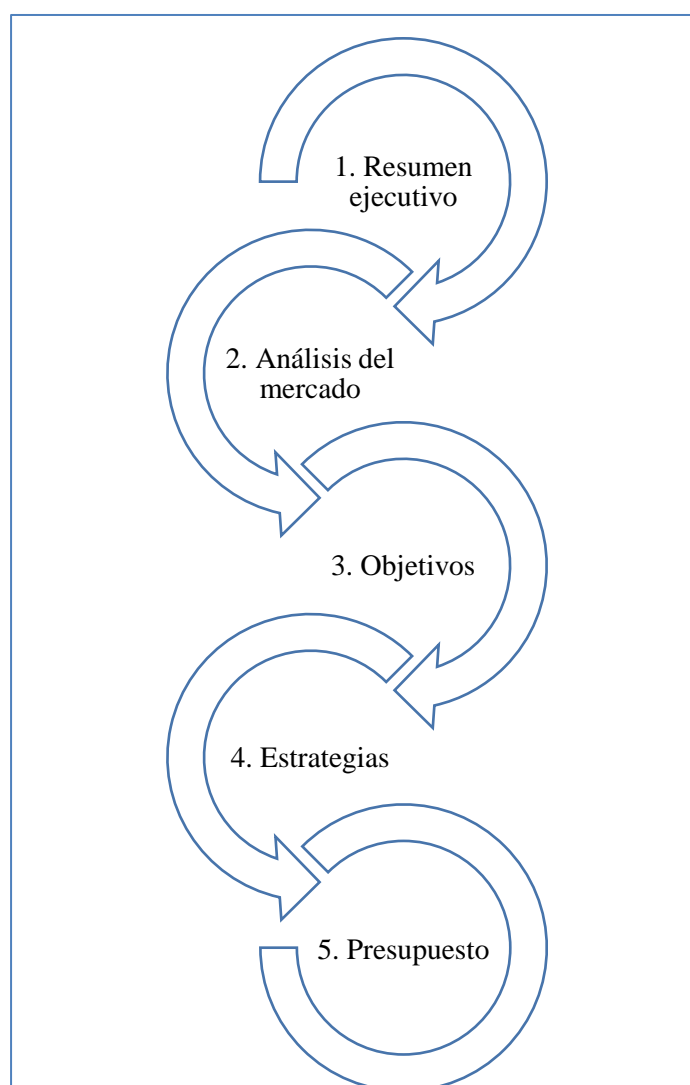 1. Resumen
ejecutivo
2. Análisis del
mercado
3. Objetivos
4. Estrategias
5. Presupuesto